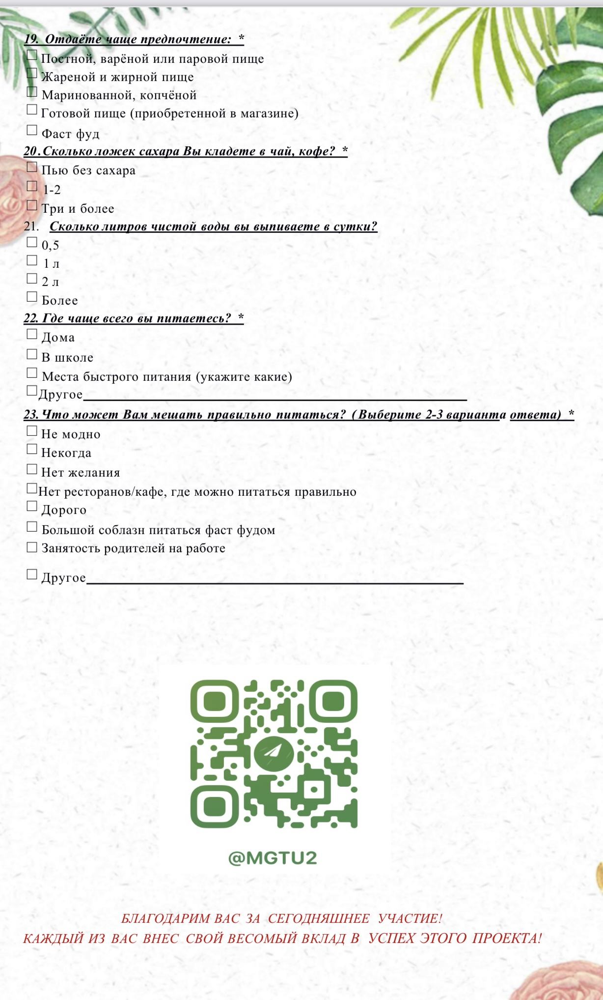 19. Отдаёте чаще предпочтение: *
☐ Постной, варёной или паровой пище
☐ Жареной и жирной пище
☐ Маринованной, копчёной
☐ Готовой пище (приобретенной в магазине)
☐ Фаст фуд
20. Сколько ложек сахара Вы кладете в чай, кофе? *
☐ Пью без сахара
☐ 1-2
☐ Три и более
21. Сколько литров чистой воды вы выпиваете в сутки?
☐ 0,5
☐ 1 л
☐ 2 л
☐ Более
22. Где чаще всего вы питаетесь? *
☐ Дома
☐ В школе
☐ Места быстрого питания (укажите какие)
☐ Другое
23. Что может Вам мешать правильно питаться? (Выберите 2-3 варианта ответа) *
☐ Не модно
☐ Некогда
☐ Нет желания
☐ Нет ресторанов/кафе, где можно питаться правильно
☐ Дорого
☐ Большой соблазн питаться фаст фудом
☐ Занятость родителей на работе
☐ Другое
@MGTU2
БЛАГОДАРИМ ВАС ЗА СЕГОДНЯШНЕЕ УЧАСТИЕ!
КАЖДЫЙ ИЗ ВАС ВНЕС СВОЙ ВЕСОМЫЙ ВКЛАД В УСПЕХ ЭТОГО ПРОЕКТА!